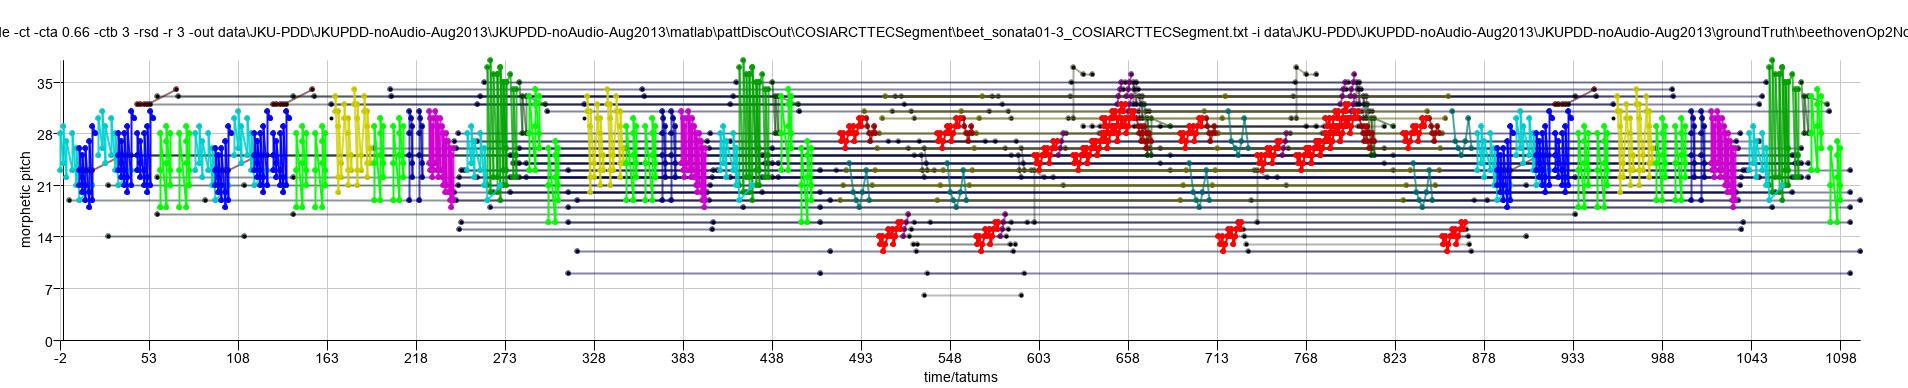 le -ct -cta 0.66 -ctb 3 -rsd -r 3 -out data\JKU-PDD\JKUPDD-noAudio-Aug2013\JKUPDD-noAudio-Aug2013\matlab\pattDiscOut\COSIARCTTECSegment\beet_sonata01-3_COSIARCTTECSegment.txt -i data\JKU-PDD\JKUPDD-noAudio-Aug2013\JKUPDD-noAudio-Aug2013\groundTruth\beethovenOp2No
35
28
21
14
7
0
morphetic pitch
-2 53 108 163 218 273 328 383 438 493 548 603 658 713 768 823 878 933 988 1043 1098
time/tatums